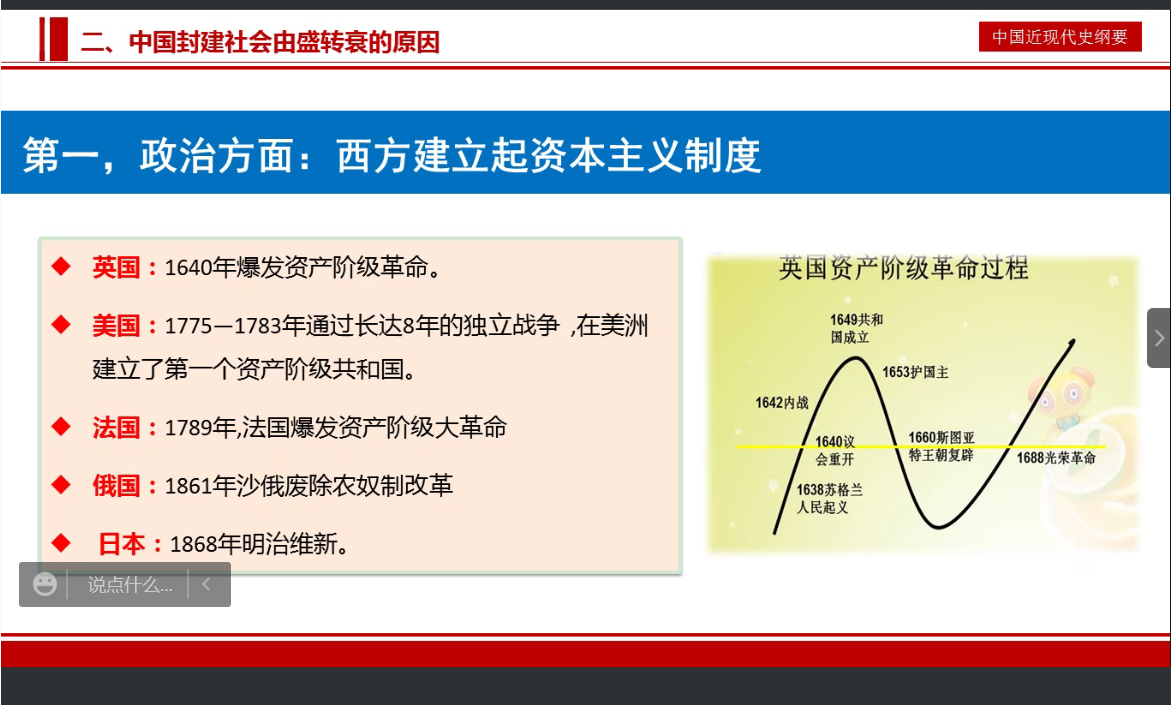 二、中国封建社会由盛转衰的原因
中国近现代史纲要
第一，政治方面：西方建立起资本主义制度
英国：1640年爆发资产阶级革命。
美国：1775—1783年通过长达8年的独立战争 ,在美洲
建立了第一个资产阶级共和国。
法国：1789年,法国爆发资产阶级大革命
俄国：1861年沙俄废除农奴制改革
日本：1868年明治维新。
英国资产阶级革命过程
1649共和
国成立
1653护国主
1642内战
1640议
会重开
1660斯图亚
特王朝复辟
1688光荣革命
1638苏格兰
人民起义
说点什么...